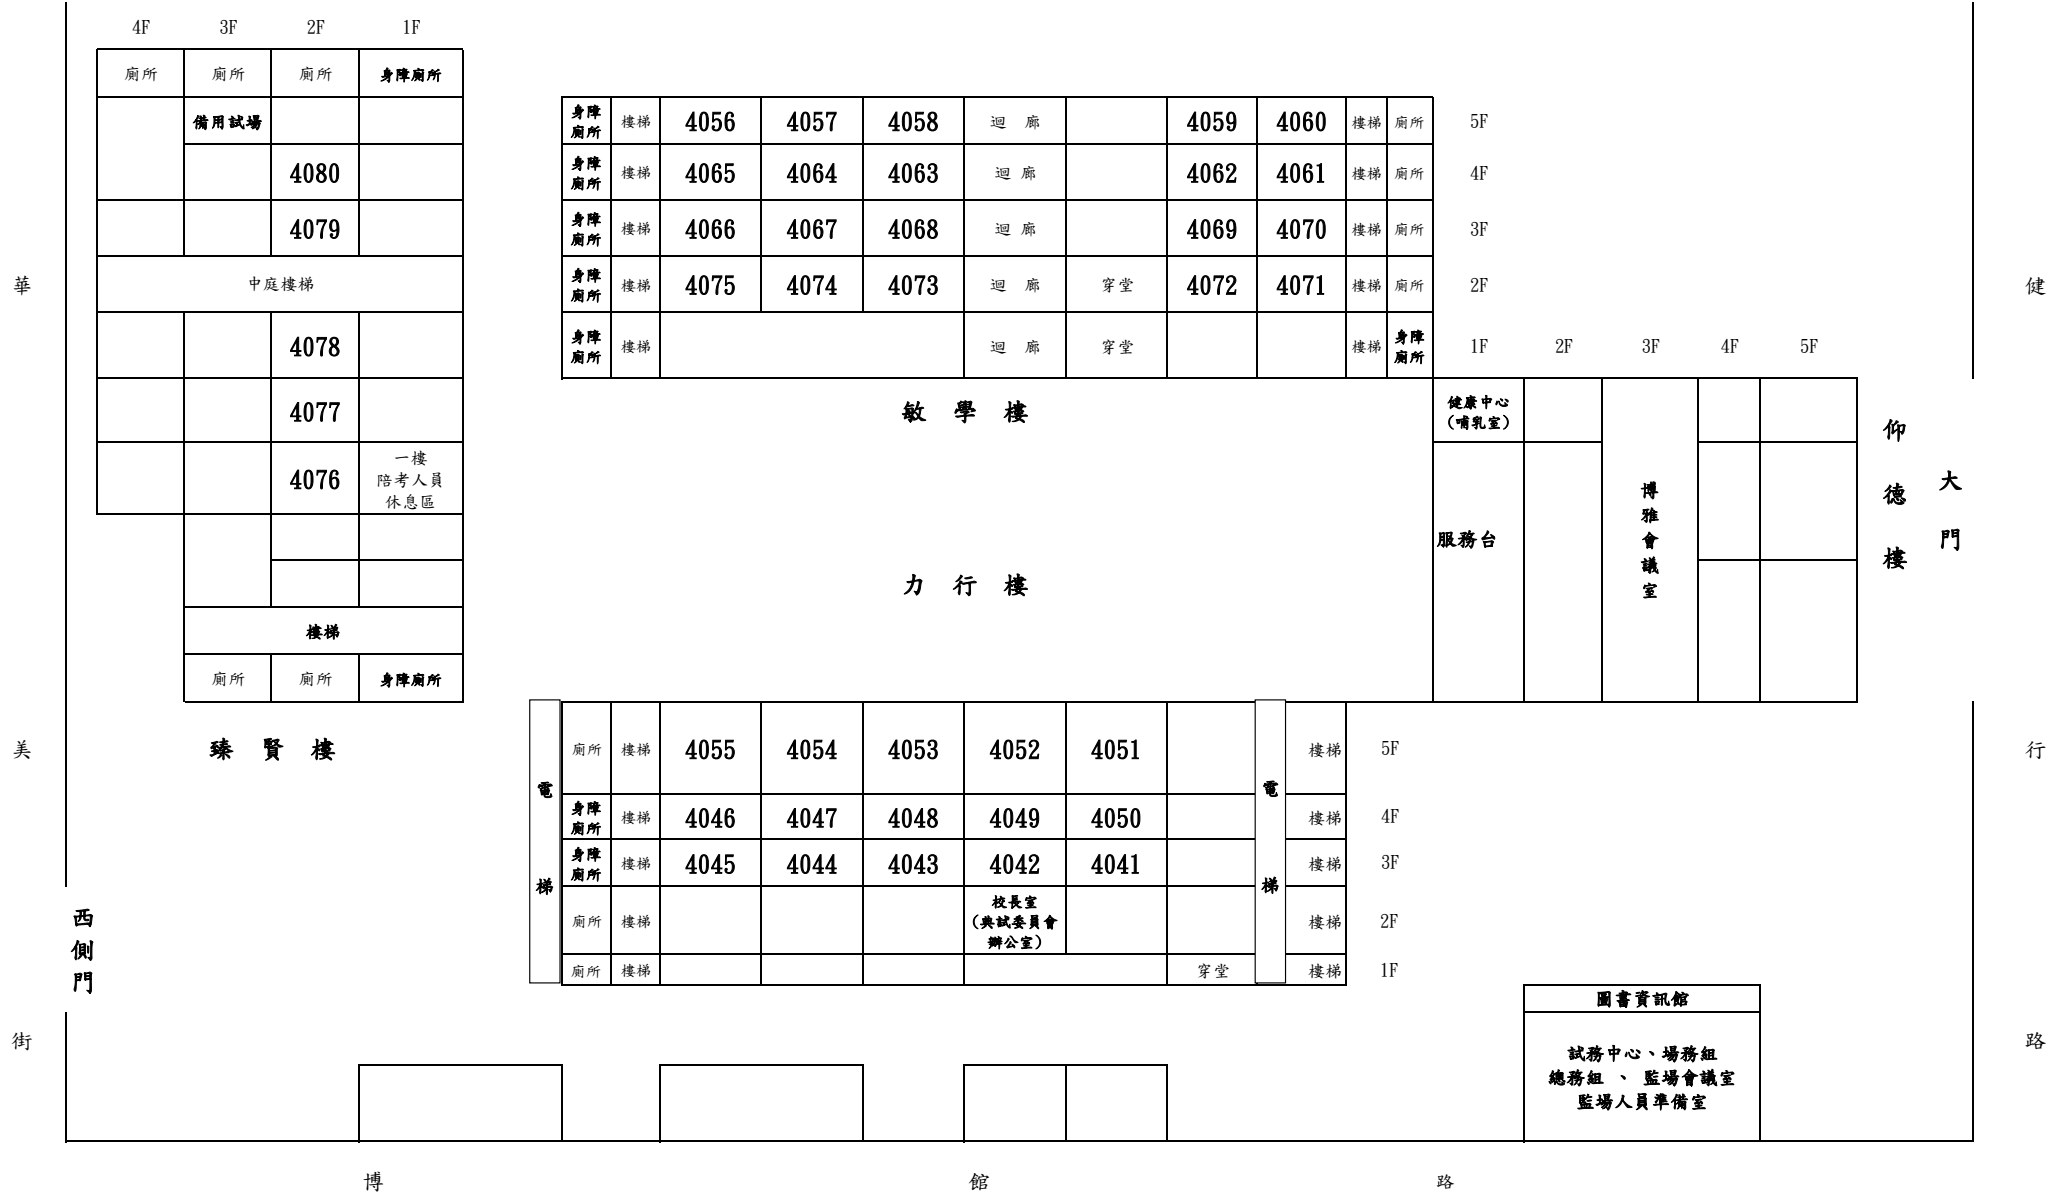 4F 3F 2F 1F
廁所 廁所 廁所 身障廁所
備用試場
4080
4079
中庭樓梯
4078
4077
4076 一樓
陪考人員
休息區
樓梯
廁所 廁所 身障廁所
臻賢樓
身障
廁所 樓梯 4056 4057 4058 迴廊 4059 4060 樓梯 廁所 5F
身障
廁所 樓梯 4065 4064 4063 迴廊 4062 4061 樓梯 廁所 4F
身障
廁所 樓梯 4066 4067 4068 迴廊 4069 4070 樓梯 廁所 3F
身障
廁所 樓梯 4075 4074 4073 迴廊 穿堂 4072 4071 樓梯 廁所 2F
身障
廁所 樓梯 迴廊 穿堂 樓梯 身障
廁所 1F 2F 3F 4F 5F
敏學樓
健康中心
(哺乳室)
服務台
博雅會議室
仰德樓
大門
力行樓
電梯
廁所 樓梯 4055 4054 4053 4052 4051 樓梯 5F
身障
廁所 樓梯 4046 4047 4048 4049 4050 樓梯 4F
身障
廁所 樓梯 4045 4044 4043 4042 4041 樓梯 3F
廁所 樓梯 校長室
(典試委員會
辦公室) 樓梯 2F
廁所 樓梯 穿堂 樓梯 1F
電梯
圖書資訊館
試務中心、場務組
總務組 、 監場會議室
監場人員準備室
西側門
華美街
健行路
博館路